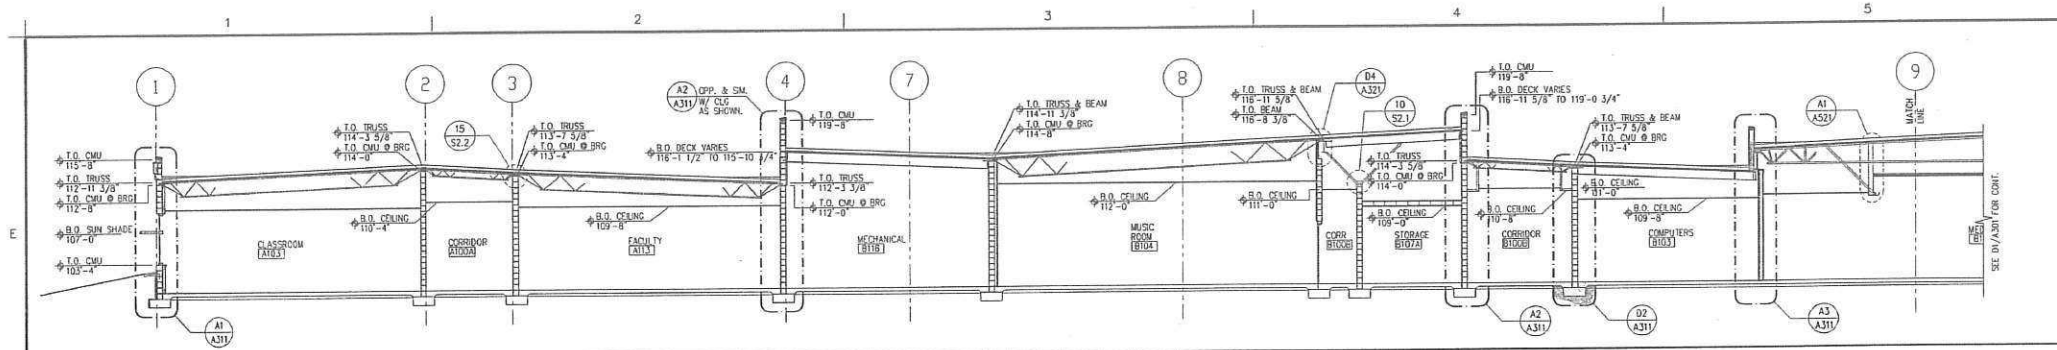 1
2
3
4
5
1
2
3
4
7
8
9
E
T.O. CMU
115'-8"
T.O. TRUSS
112'-11 3/8"
T.O. CMU @ BRG
112'-8"
B.O. SUN SHADE
107'-0"
T.O. CMU
103'-4"
A1
A311
CLASSROOM
A103
T.O. TRUSS
114'-3 5/8"
T.O. CMU @ BRG
114'-0"
B.O. CEILING
110'-4"
CORRIDOR
A100A
15
S2.2
T.O. TRUSS
113'-7 5/8"
T.O. CMU @ BRG
113'-4"
B.O. CEILING
109'-8"
FACULTY
A113
A2
A311
OPP. & SIM.
W/ CLG
AS SHOWN.
B.O. DECK VARIES
116'-1 1/2" TO 115'-10 3/4"
T.O. CMU
119'-8"
T.O. TRUSS
112'-3 3/8"
T.O. CMU @ BRG
112'-0"
MECHANICAL
B116
T.O. TRUSS & BEAM
114'-11 3/8"
T.O. CMU @ BRG
114'-8"
B.O. CEILING
112'-0"
MUSIC
ROOM
B104
T.O. TRUSS & BEAM
116'-11 5/8"
T.O. BEAM
116'-8 3/8"
D4
A321
10
S2.1
B.O. CEILING
111'-0"
CORR
B100B
T.O. TRUSS
114'-3 5/8"
T.O. CMU @ BRG
114'-0"
B.O. CEILING
109'-0"
STORAGE
B107A
T.O. CMU
119'-8"
B.O. DECK VARIES
116'-11 5/8" TO 119'-0 3/4"
B.O. CEILING
110'-8"
CORRIDOR
B100B
A2
A311
T.O. TRUSS & BEAM
113'-7 5/8"
T.O. CMU @ BRG
113'-4"
B.O. CEILING
111'-0"
B.O. CEILING
109'-8"
COMPUTERS
B103
D2
A311
A3
A311
A1
A521
MATCH
LINE
SEE D1/A301 FOR CONT.